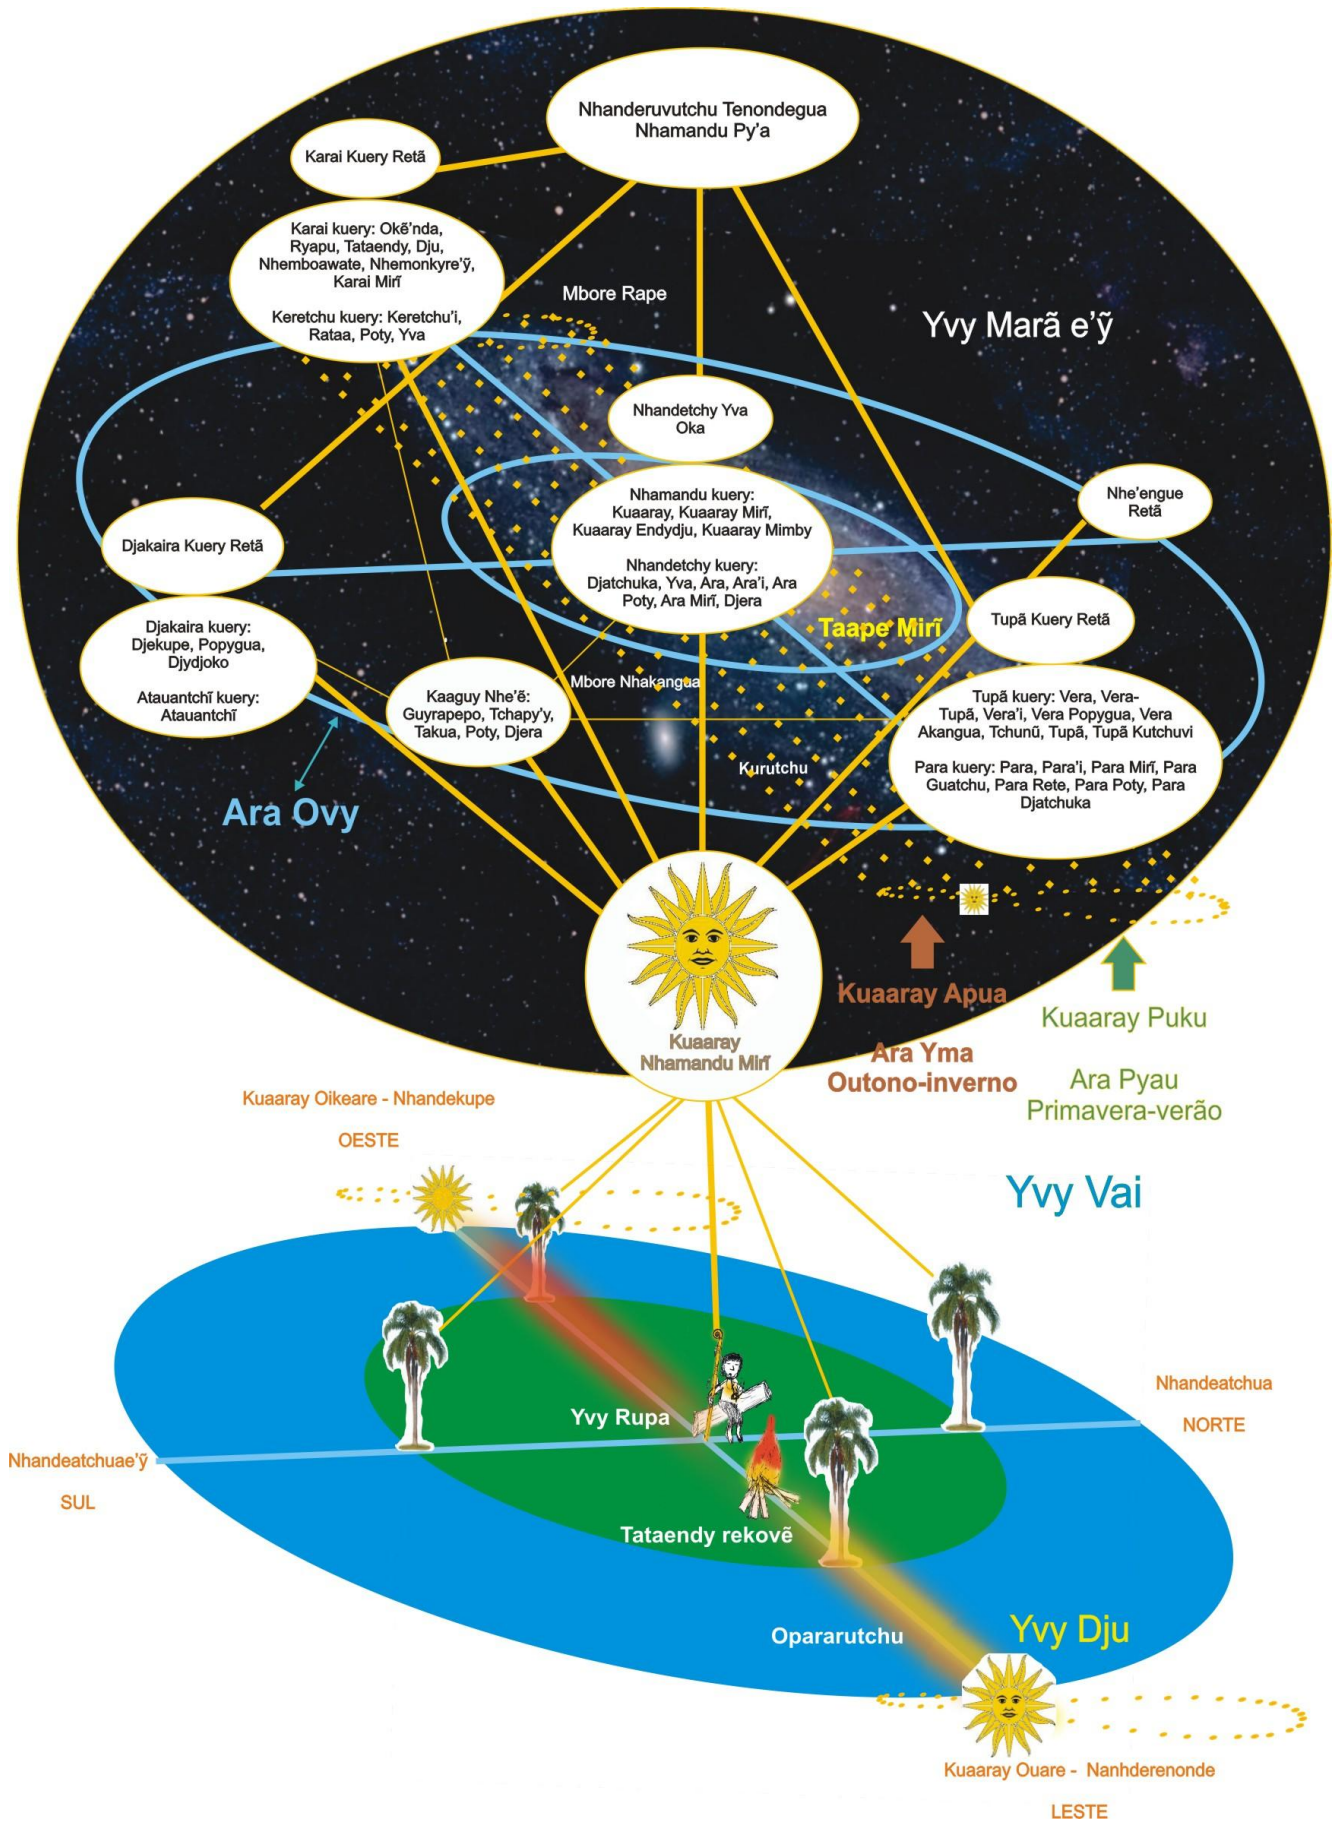 Nhanderuvutchu Tenondegua
Nhamandu Py'a
Karai Kuery Retã
Karai kuery: Okẽ'nda,
Ryapu, Tataendy, Dju,
Nhemboawate, Nhemonkyre'ỹ,
Karai Mirĩ
Keretchu kuery: Keretchu'i,
Rataa, Poty, Yva
Mbore Rape
Yvy Marã e'ỹ
Nhandetchy Yva
Oka
Nhamandu kuery:
Kuaaray, Kuaaray Mirĩ,
Kuaaray Endydju, Kuaaray Mimby
Nhandetchy kuery:
Djatchuka, Yva, Ara, Ara'i, Ara
Poty, Ara Mirĩ, Djera
Nhe'engue
Retã
Djakaira Kuery Retã
Djakaira kuery:
Djekupe, Popygua,
Djydjoko
Atauantchĩ kuery:
Atauantchĩ
Tupã Kuery Retã
Taape Mirĩ
Kaaguy Nhe'ẽ:
Guyrapepo, Tchapy'y,
Takua, Poty, Djera
Mbore Nhakangua
Tupã kuery: Vera, Vera-
Tupã, Vera'i, Vera Popygua, Vera
Akangua, Tchunũ, Tupã, Tupã Kutchuvi
Para kuery: Para, Para'i, Para Mirĩ, Para
Guatchu, Para Rete, Para Poty, Para
Djatchuka
Kurutchu
Ara Ovy
Kuaaray Apua
Ara Yma
Outono-inverno
Kuaaray Puku
Ara Pyau
Primavera-verão
Kuaaray
Nhamandu Mirĩ
Kuaaray Oikeare - Nhandekupe
OESTE
Yvy Vai
Nhandeatchua
NORTE
Yvy Rupa
Nhandeatchuae'ỹ
SUL
Tataendy rekovẽ
Opararutchu
Yvy Dju
Kuaaray Ouare - Nanhderenonde
LESTE